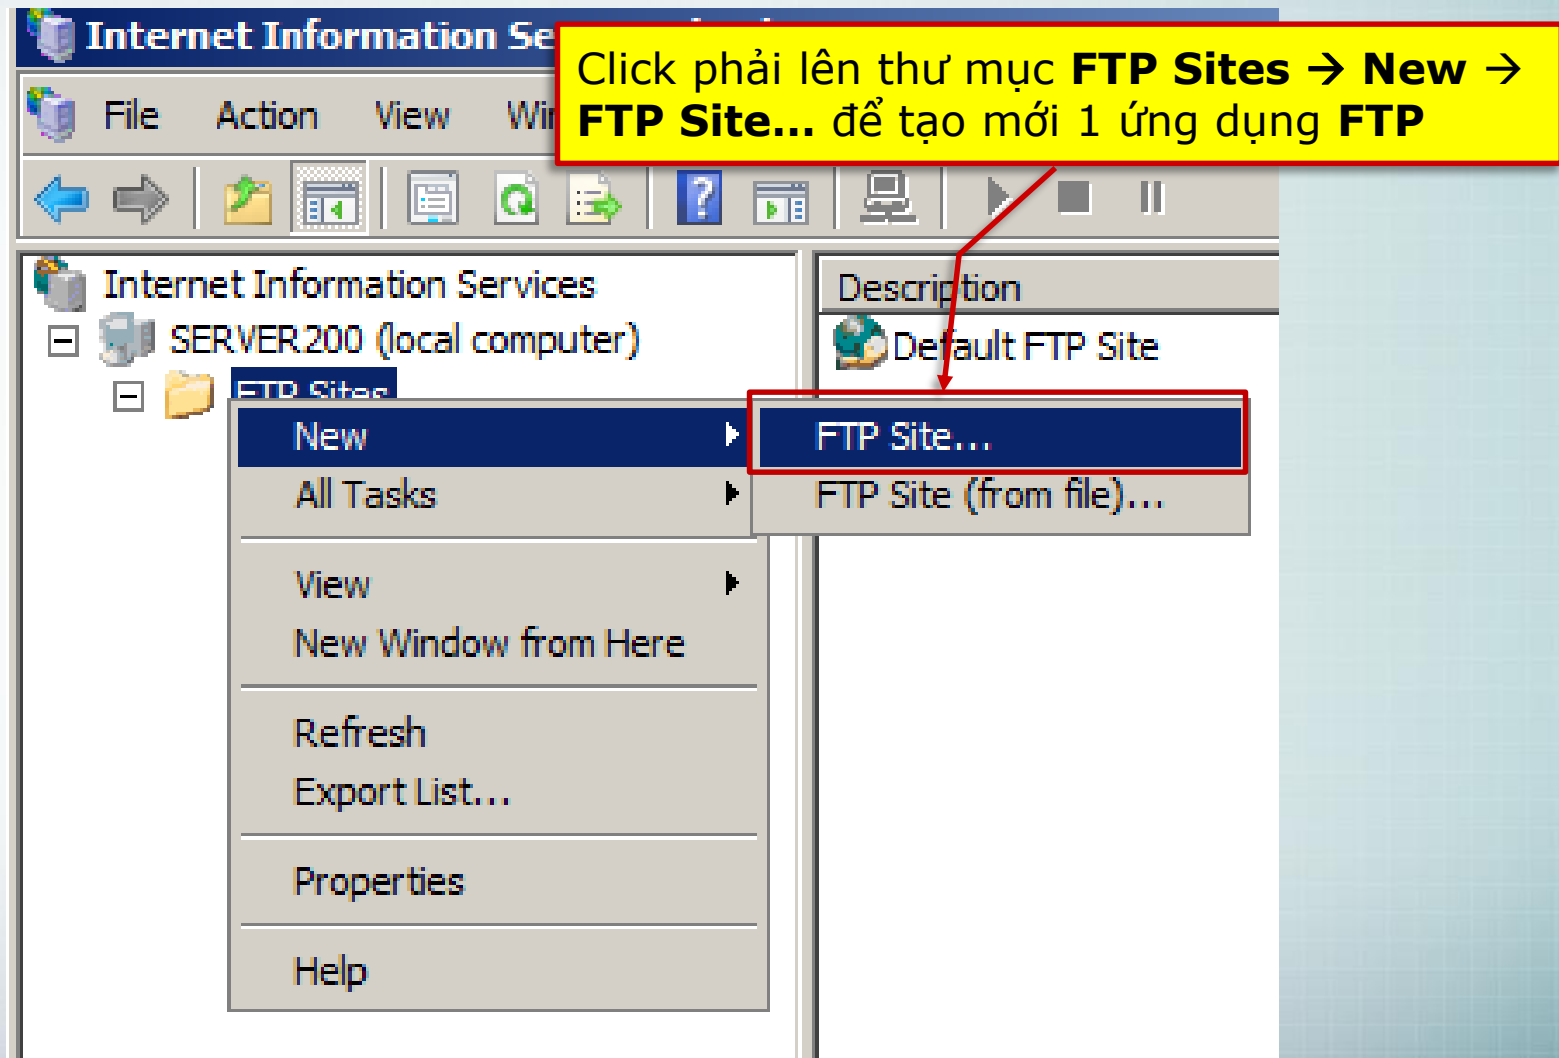 Internet Information
Click phải lên thư mục FTP Sites → New →
FTP Site... để tạo mới 1 ứng dụng FTP
File Action View
Internet Information Services
SERVER200 (local computer)
FTP Sites
Description
Default FTP Site
New
All Tasks
View
New Window from Here
Refresh
Export List...
Properties
Help
FTP Site...
FTP Site (from file)...